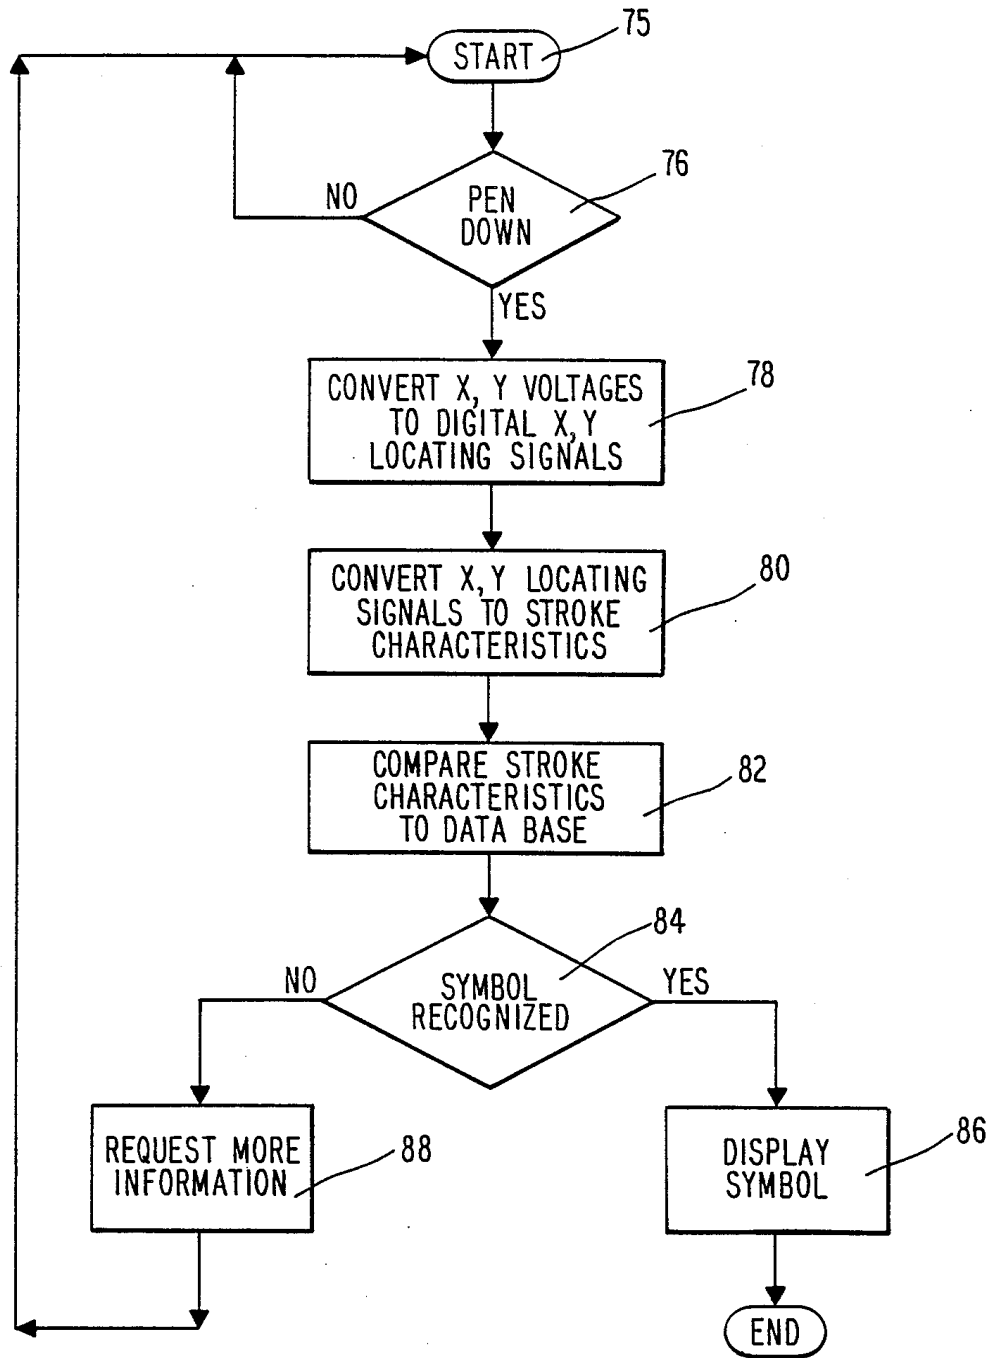 START
75
PEN
DOWN
76
NO
YES
CONVERT X, Y VOLTAGES
TO DIGITAL X, Y
LOCATING SIGNALS
78
CONVERT X, Y LOCATING
SIGNALS TO STROKE
CHARACTERISTICS
80
COMPARE STROKE
CHARACTERISTICS
TO DATA BASE
82
84
NO
SYMBOL
RECOGNIZED
YES
REQUEST MORE
INFORMATION
88
DISPLAY
SYMBOL
86
END